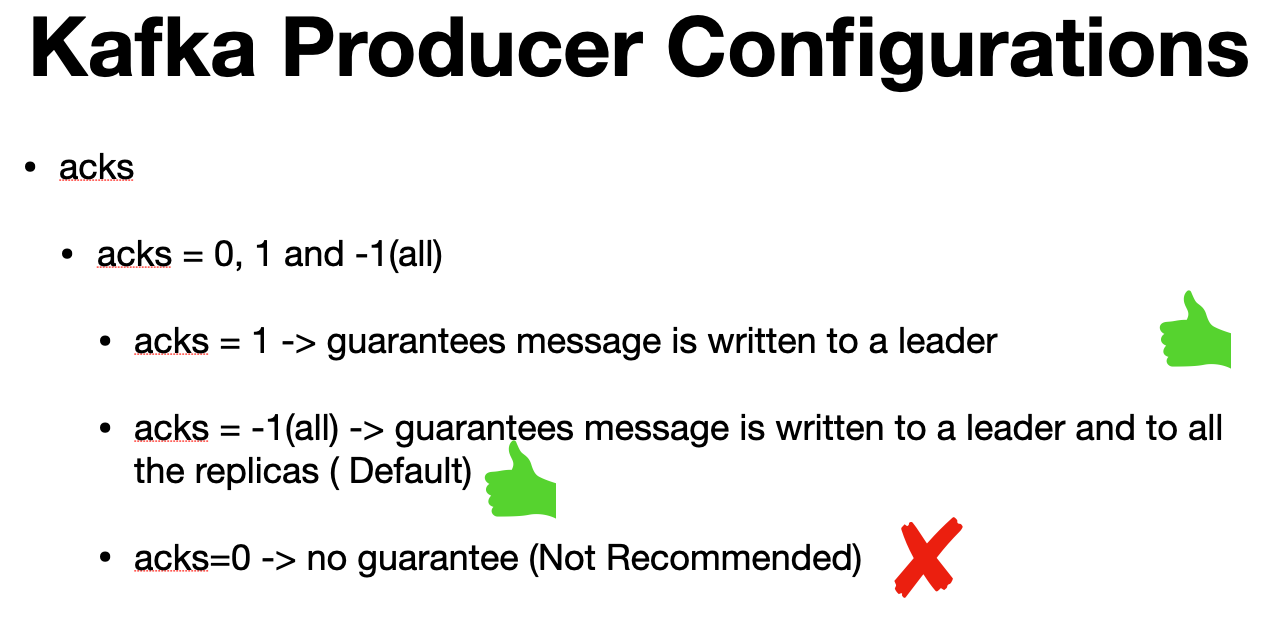 Kafka Producer Configurations
• acks
• acks = 0, 1 and -1(all)
• acks = 1 -> guarantees message is written to a leader
• acks = -1(all) -> guarantees message is written to a leader and to all
the replicas ( Default)
• acks=0 -> no guarantee (Not Recommended)